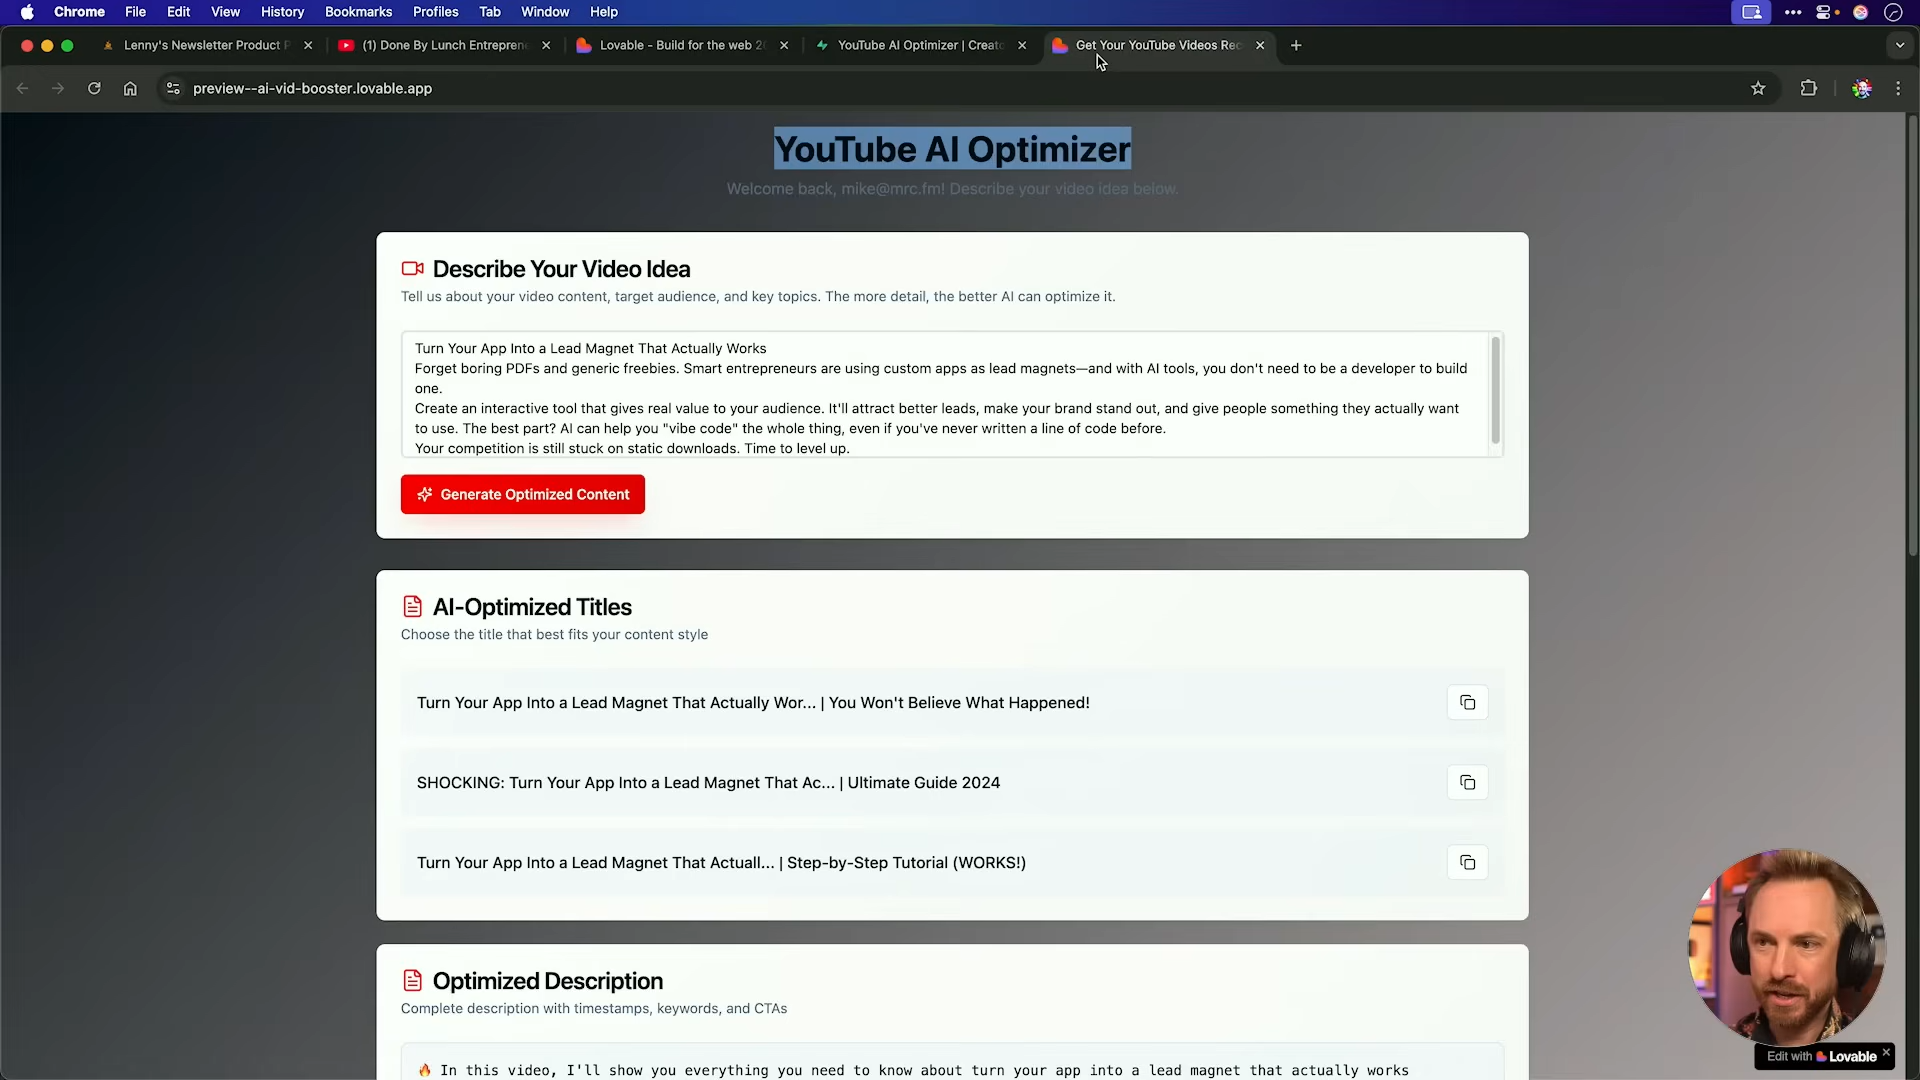 Chrome File Edit View History Bookmarks Profiles Tab Window Help
Lenny's Newsletter Product P
(1) Done By Lunch Entrepren
Lovable - Build for the web 20
YouTube AI Optimizer | Creato
Get Your YouTube Videos Rec
preview--ai-vid-booster.lovable.app
YouTube AI Optimizer
Welcome back, mike@mrc.fm! Describe your video idea below.
Describe Your Video Idea
Tell us about your video content, target audience, and key topics. The more detail, the better AI can optimize it.
Turn Your App Into a Lead Magnet That Actually Works
Forget boring PDFs and generic freebies. Smart entrepreneurs are using custom apps as lead magnets—and with AI tools, you don't need to be a developer to build
one.
Create an interactive tool that gives real value to your audience. It'll attract better leads, make your brand stand out, and give people something they actually want
to use. The best part? AI can help you "vibe code" the whole thing, even if you've never written a line of code before.
Your competition is still stuck on static downloads. Time to level up.
Generate Optimized Content
AI-Optimized Titles
Choose the title that best fits your content style
Turn Your App Into a Lead Magnet That Actually Wor... | You Won't Believe What Happened!
SHOCKING: Turn Your App Into a Lead Magnet That Ac... | Ultimate Guide 2024
Turn Your App Into a Lead Magnet That Actuall... | Step-by-Step Tutorial (WORKS!)
Optimized Description
Complete description with timestamps, keywords, and CTAs
🔥 In this video, I'll show you everything you need to know about turn your app into a lead magnet that actually works
Edit with Lovable